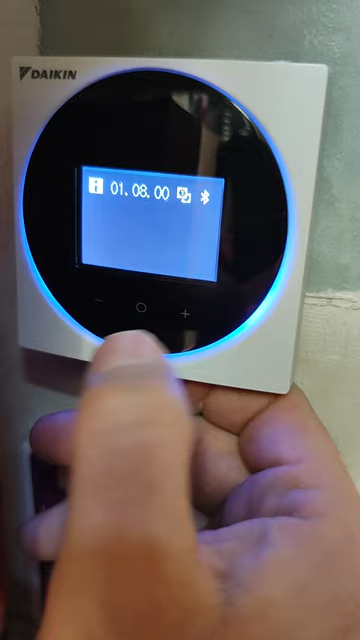 DAIKIN
i 01.08.00
- ○ +